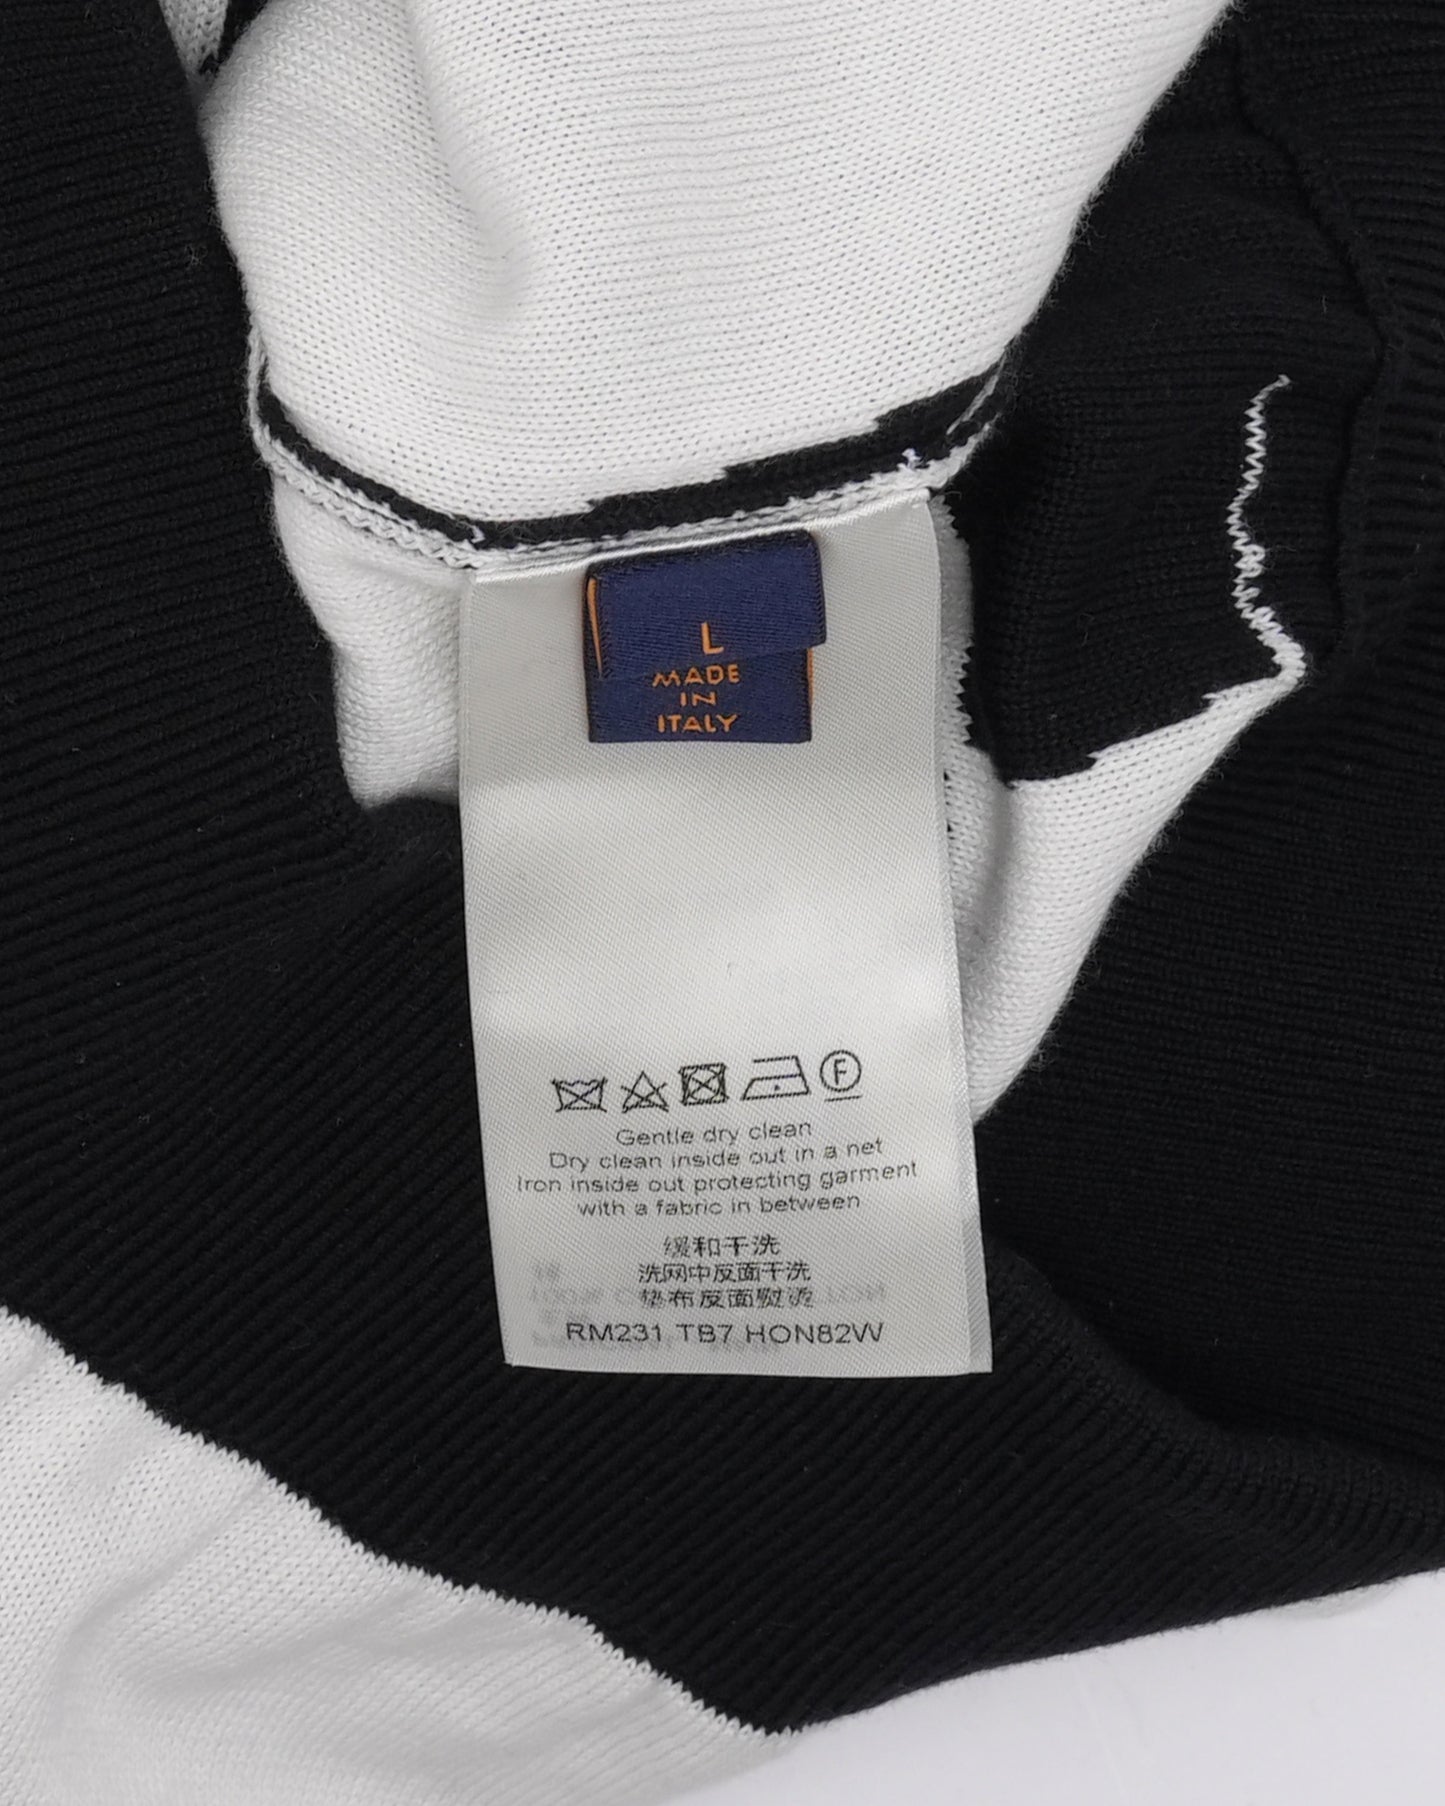 L
MADE
IN
ITALY
F
Gentle dry clean
Dry clean inside out in a net
Iron inside out protecting garment
with a fabric in between
缓和干洗
洗网中反面干洗
垫布反面熨烫
RM231 TB7 HON82W